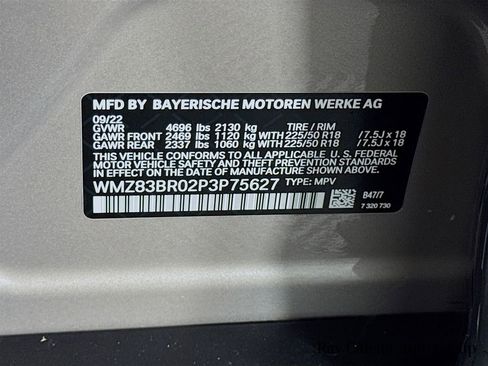 MFD BY BAYERISCHE MOTOREN WERKE AG
09/22
GVWR 4696 lbs 2130 kg TIRE / RIM
GAWR FRONT 2469 lbs 1120 kg WITH 225/50 R18 / 7.5J x 18
GAWR REAR 2337 lbs 1060 kg WITH 225/50 R18 / 7.5J x 18
THIS VEHICLE CONFORMS TO ALL APPLICABLE U.S. FEDERAL
MOTOR VEHICLE SAFETY AND THEFT PREVENTION STANDARDS
IN EFFECT ON THE DATE OF MANUFACTURE SHOWN ABOVE.
WMZ83BR02P3P75627 TYPE: MPV
B47/7
7 320 730